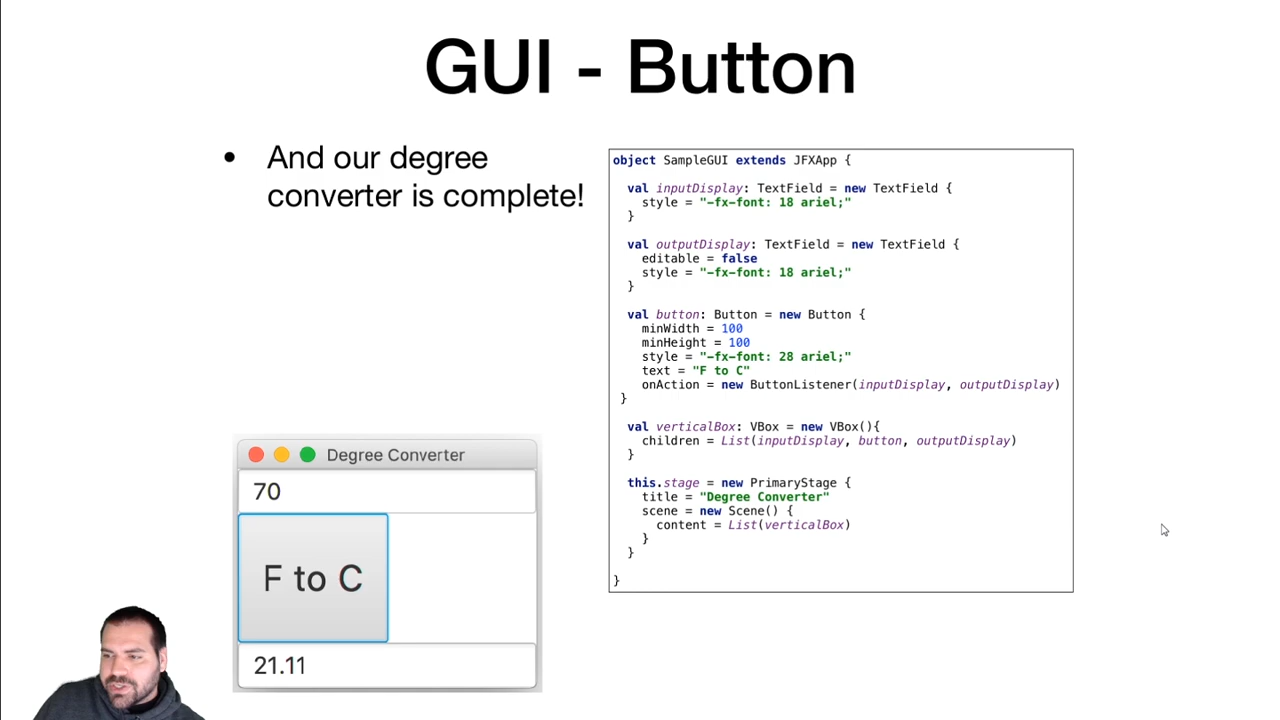 GUI - Button
• And our degree
converter is complete!
object SampleGUI extends JFXApp {
val inputDisplay: TextField = new TextField {
style = "-fx-font: 18 ariel;"
}
val outputDisplay: TextField = new TextField {
editable = false
style = "-fx-font: 18 ariel;"
}
val button: Button = new Button {
minWidth = 100
minHeight = 100
style = "-fx-font: 28 ariel;"
text = "F to C"
onAction = new ButtonListener(inputDisplay, outputDisplay)
}
val verticalBox: VBox = new VBox(){
children = List(inputDisplay, button, outputDisplay)
}
this.stage = new PrimaryStage {
title = "Degree Converter"
scene = new Scene() {
content = List(verticalBox)
}
}
}
Degree Converter
70
F to C
21.11